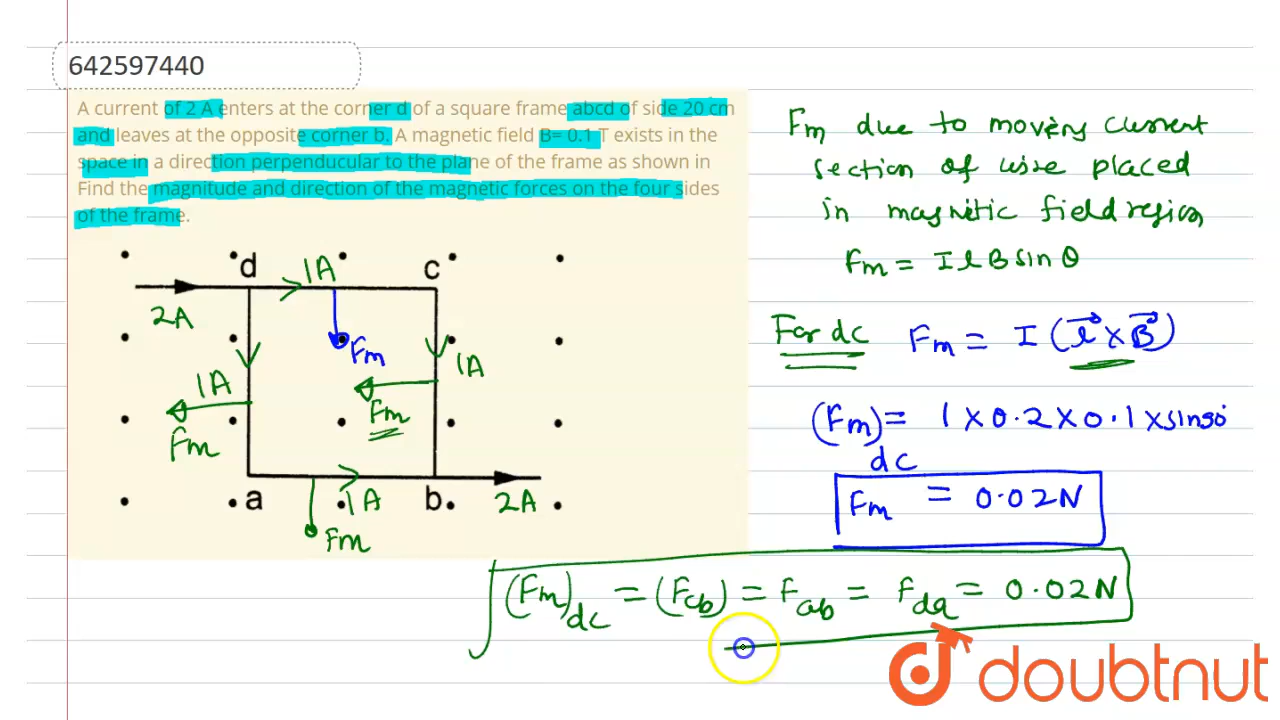 642597440
A current of 2 A enters at the corner d of a square frame abcd of side 20 cm
and leaves at the opposite corner b. A magnetic field B= 0.1 T exists in the
space in a direction perpenducular to the plane of the frame as shown in
Find the magnitude and direction of the magnetic forces on the four sides
of the frame.
d
1A
c
2A
Fm
1A
1A
Fm
Fm
a
1A
b
2A
Fm
Fm due to moving current
section of wire placed
in magnetic field region
Fm = I l B sin θ
For dc Fm = I (l⃗ × B⃗)
(Fm) = 1 × 0.2 × 0.1 × sin90°
dc
Fm = 0.02N
(Fm)dc = (Fcb) = Fab = Fda = 0.02N
doubtnut